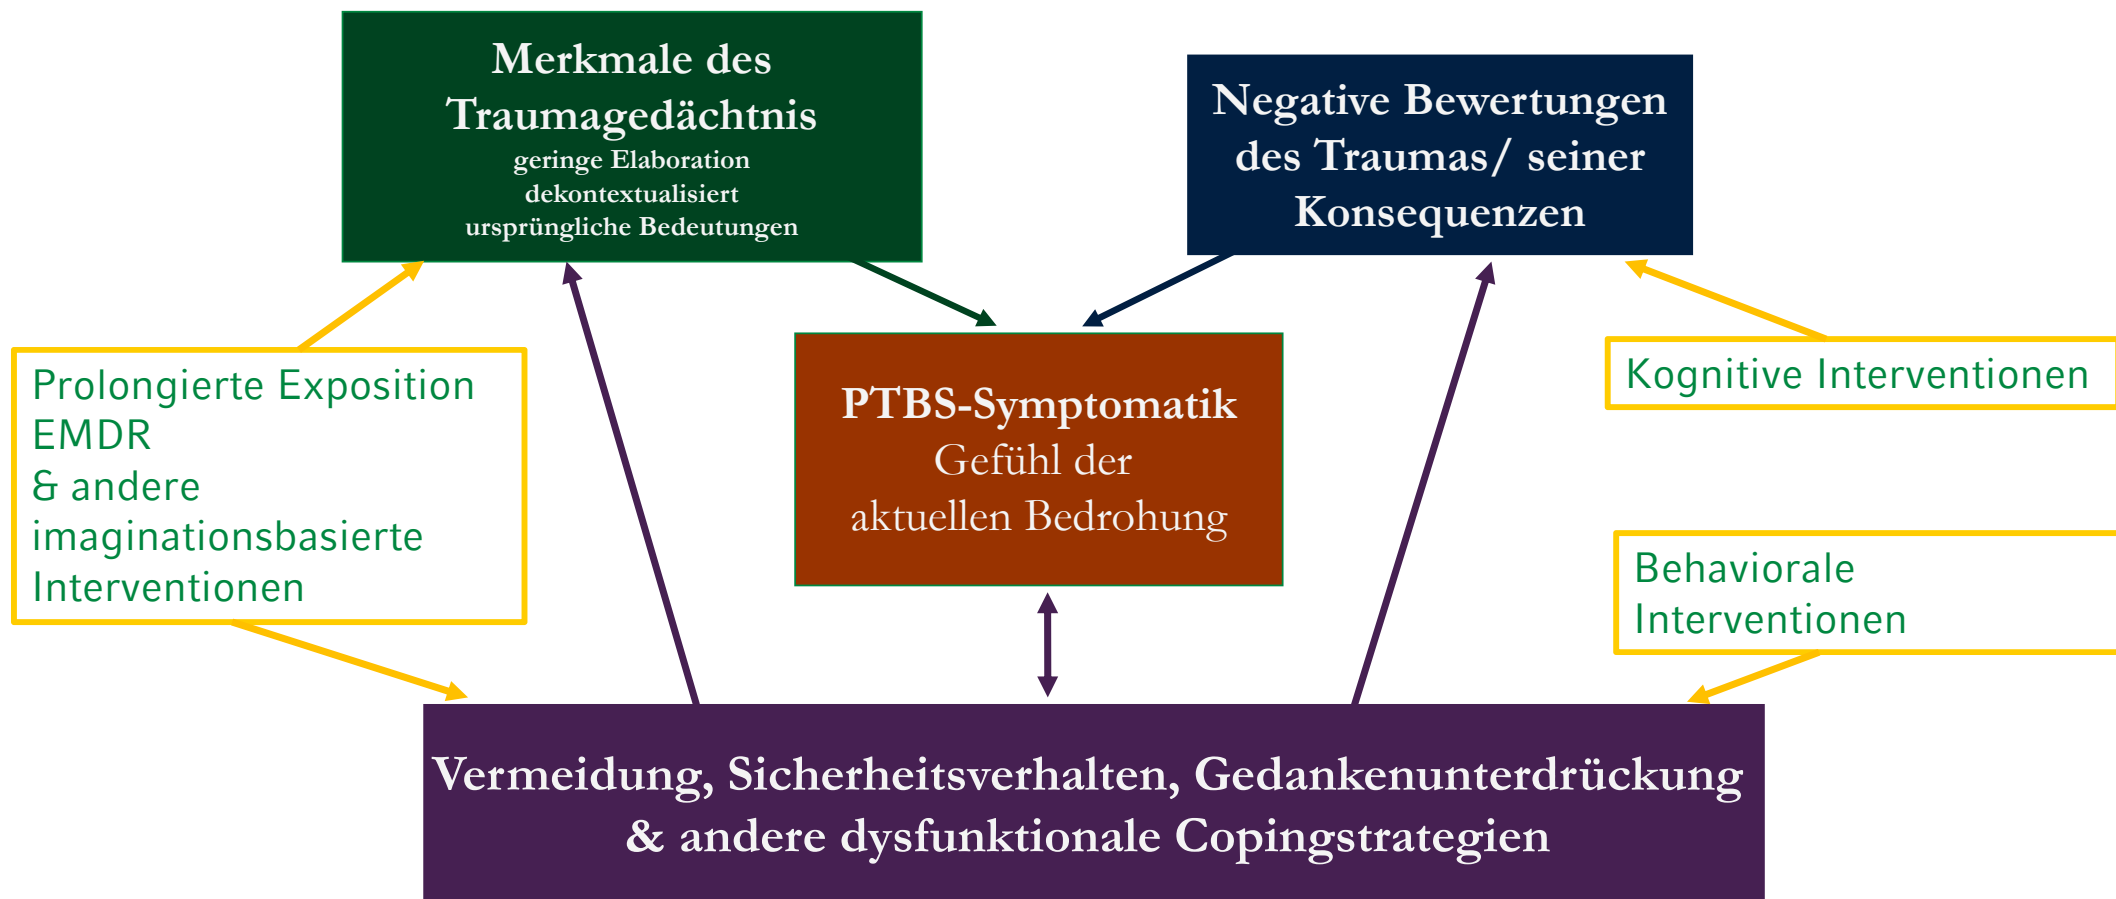 Merkmale des
Traumagedächtnis
geringe Elaboration
dekontextualisiert
ursprüngliche Bedeutungen
Negative Bewertungen
des Traumas/ seiner
Konsequenzen
Prolongierte Exposition
EMDR
& andere
imaginationsbasierte
Interventionen
PTBS-Symptomatik
Gefühl der
aktuellen Bedrohung
Kognitive Interventionen
Behaviorale
Interventionen
Vermeidung, Sicherheitsverhalten, Gedankenunterdrückung
& andere dysfunktionale Copingstrategien